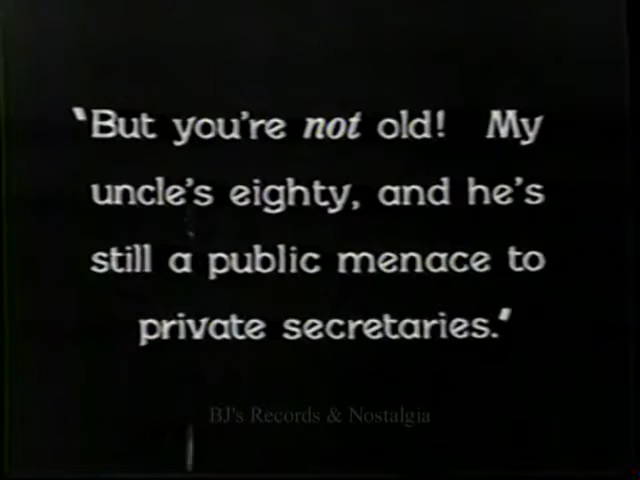 "But you're not old! My
uncle's eighty, and he's
still a public menace to
private secretaries."
BJ's Records & Nostalgia